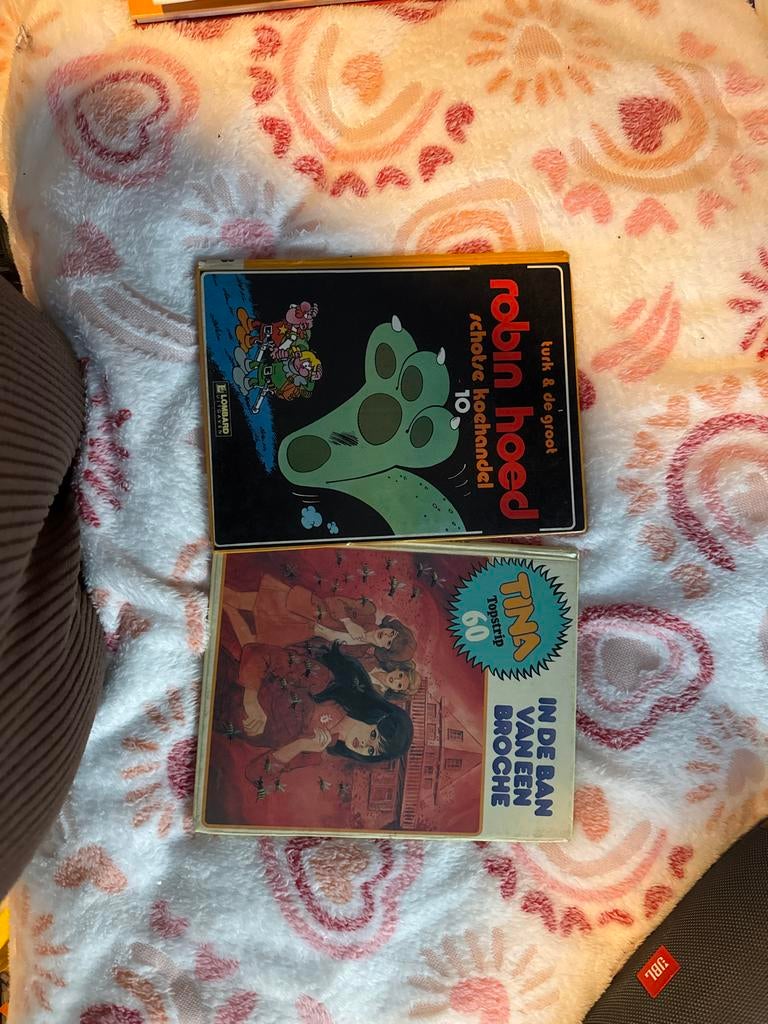 turk & de groot
robin hoed
schotse koehandel
10
LOMBARD
UITGAVEN
TINA
Topstrip
60
IN DE BAN
VAN EEN
BROCHE
JBL